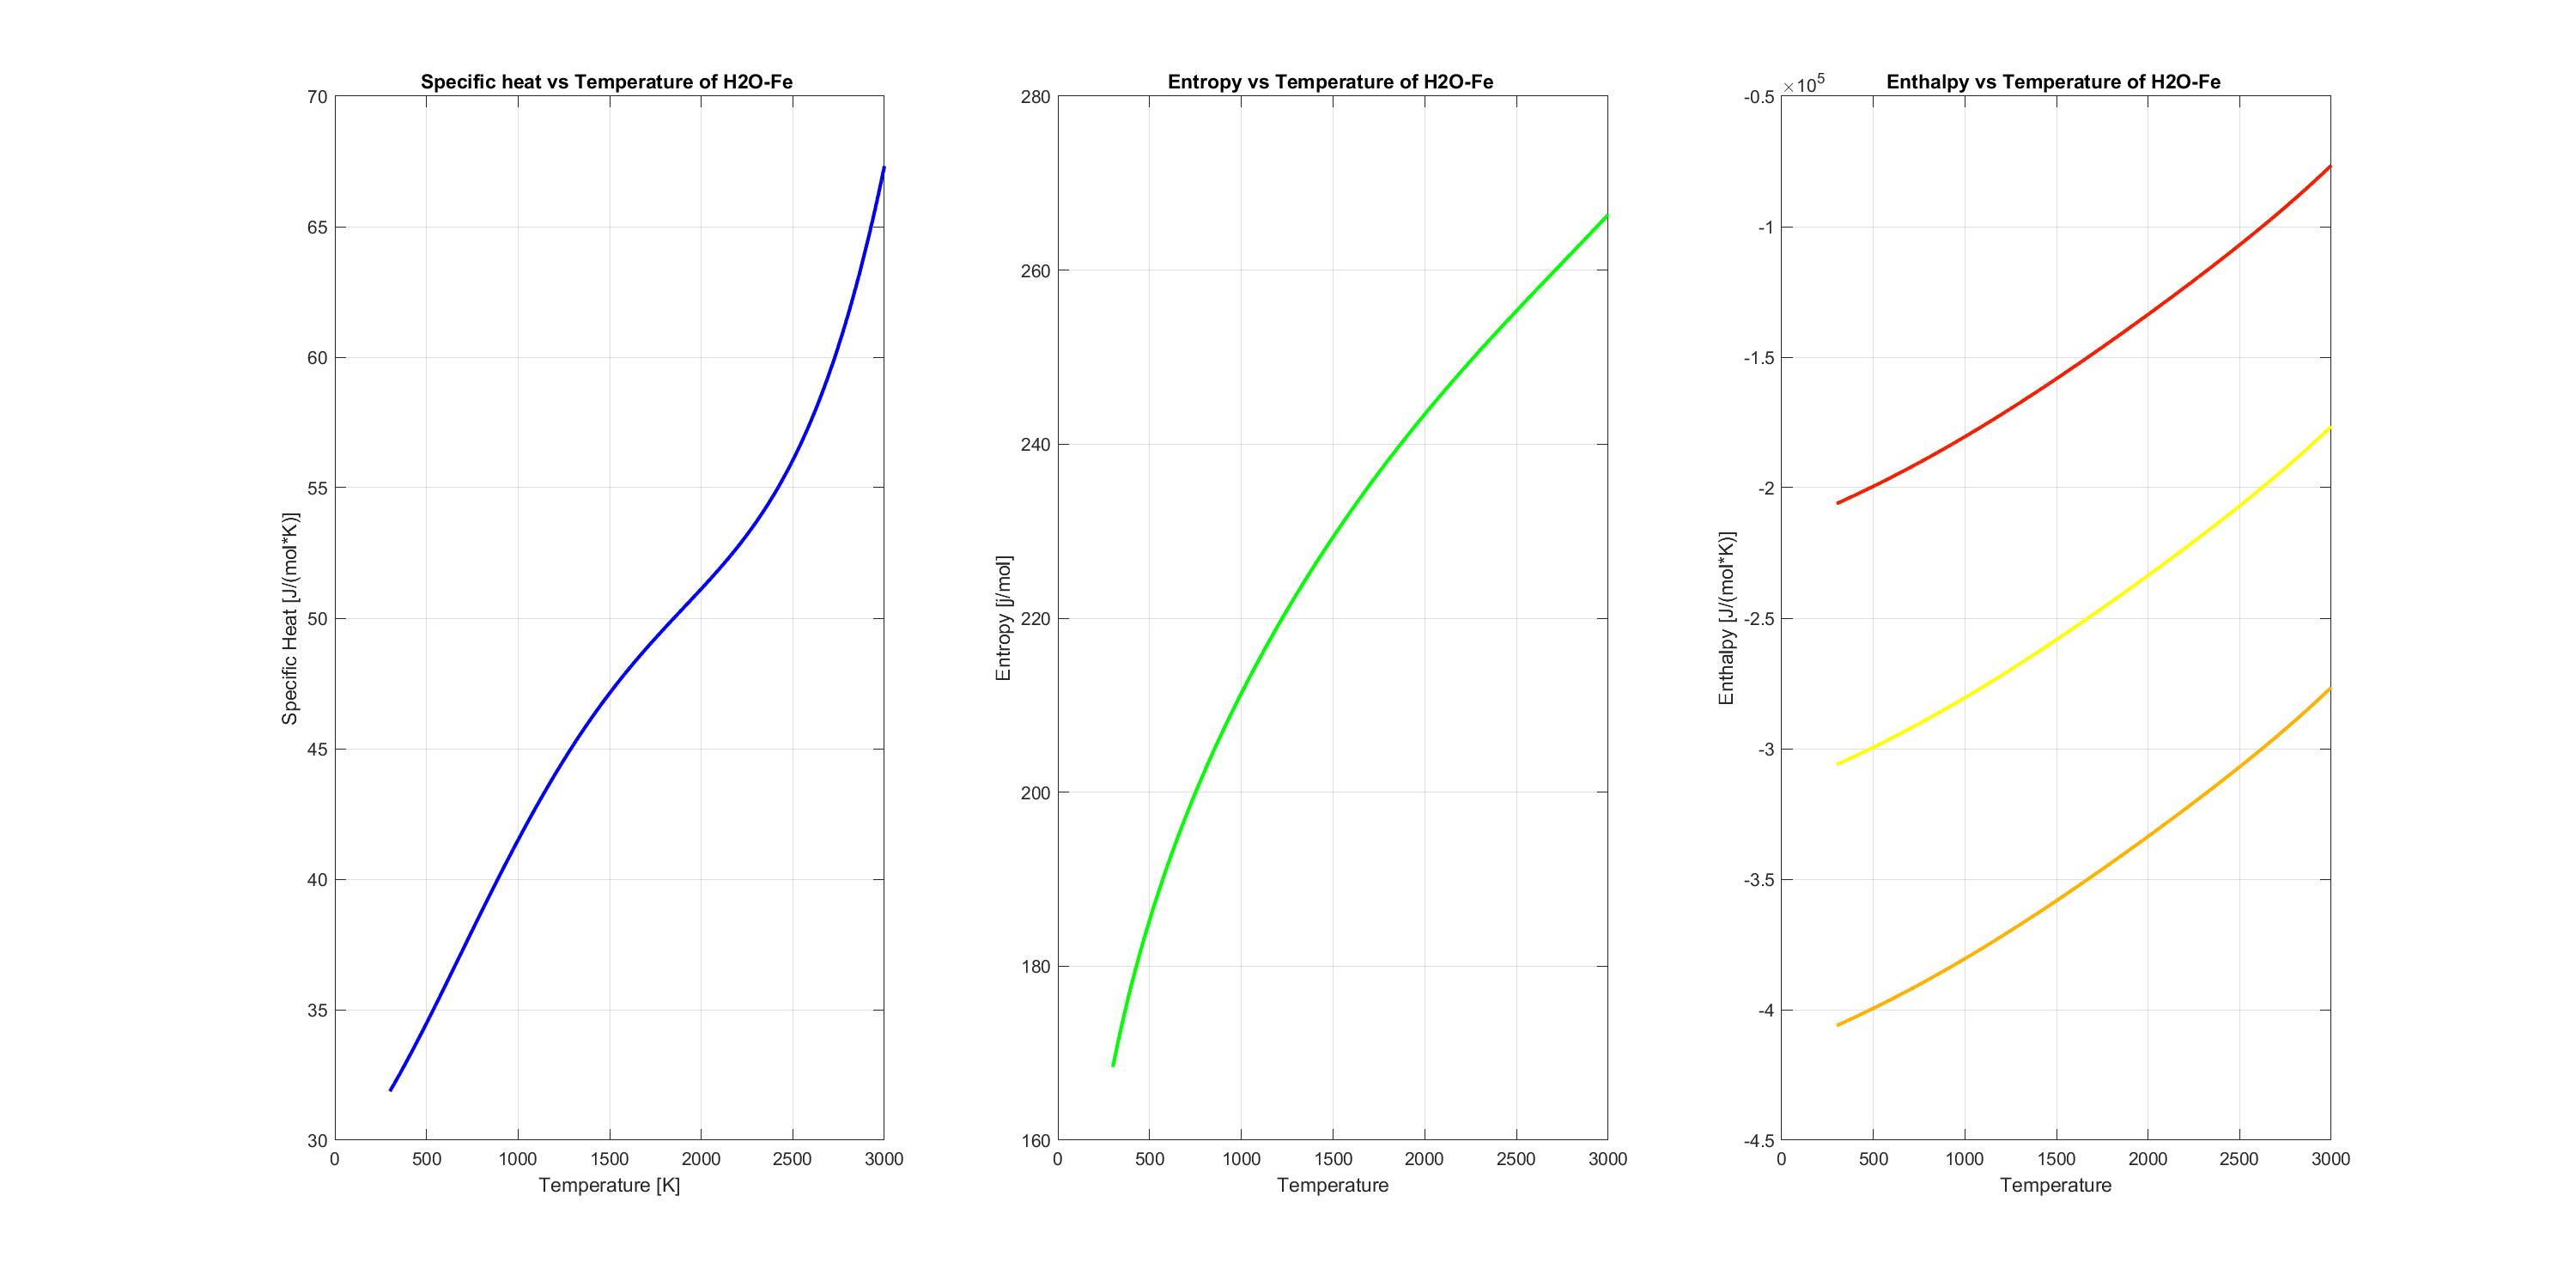 Specific heat vs Temperature of H2O-Fe
70
65
60
55
50
45
40
35
30
Specific Heat [J/(mol*K)]
0 500 1000 1500 2000 2500 3000
Temperature [K]
Entropy vs Temperature of H2O-Fe
280
260
240
220
200
180
160
Entropy [j/mol]
0 500 1000 1500 2000 2500 3000
Temperature
Enthalpy vs Temperature of H2O-Fe
×10⁵
-0.5
-1
-1.5
-2
-2.5
-3
-3.5
-4
-4.5
Enthalpy [J/(mol*K)]
0 500 1000 1500 2000 2500 3000
Temperature